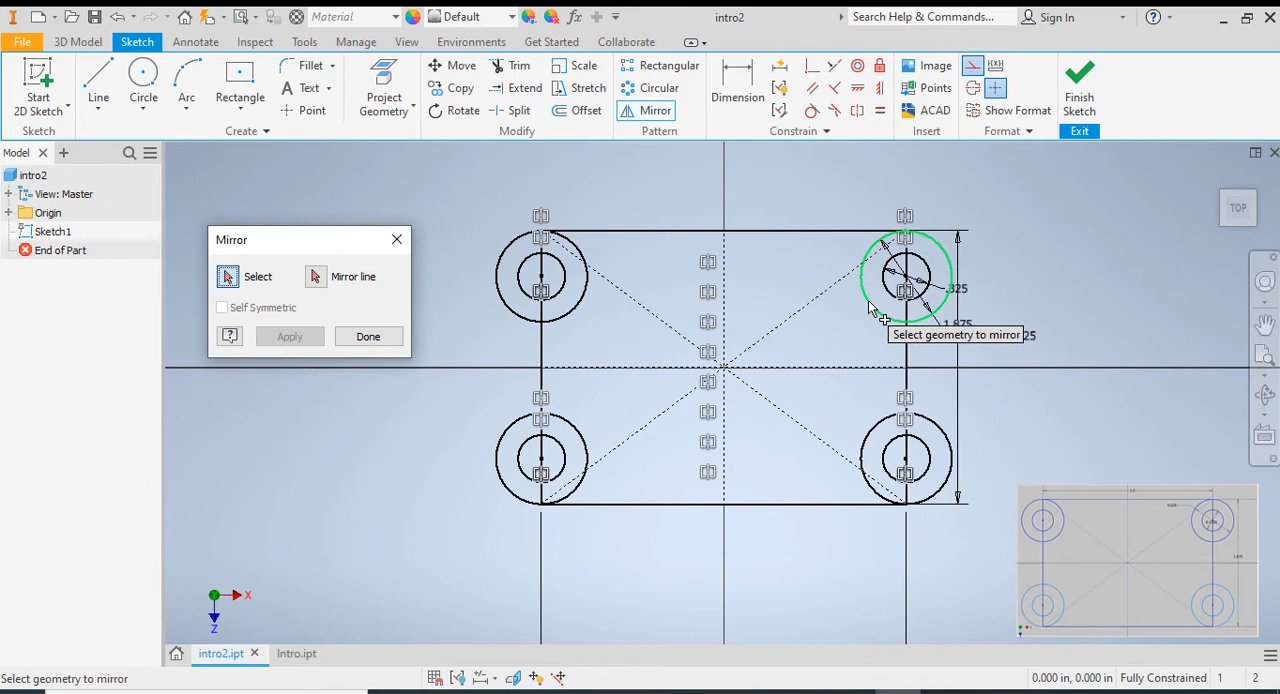 Material Default fx intro2 Search Help & Commands... Sign In ?
File 3D Model Sketch Annotate Inspect Tools Manage View Environments Get Started Collaborate
Start 2D Sketch Line Circle Arc Rectangle Fillet Text Point Project Geometry
Move Trim Scale
Copy Extend Stretch
Rotate Split Offset
Rectangular
Circular
Mirror
Dimension
Image
Points
ACAD
Show Format
Finish Sketch
Sketch Create Modify Pattern Constrain Insert Format Exit
Model
intro2
View: Master
Origin
Sketch1
End of Part
TOP
Mirror
Select Mirror line
Self Symmetric
? Apply Done
Select geometry to mirror
X
Z
intro2.ipt Intro.ipt
Select geometry to mirror 0.000 in, 0.000 in Fully Constrained 1 2